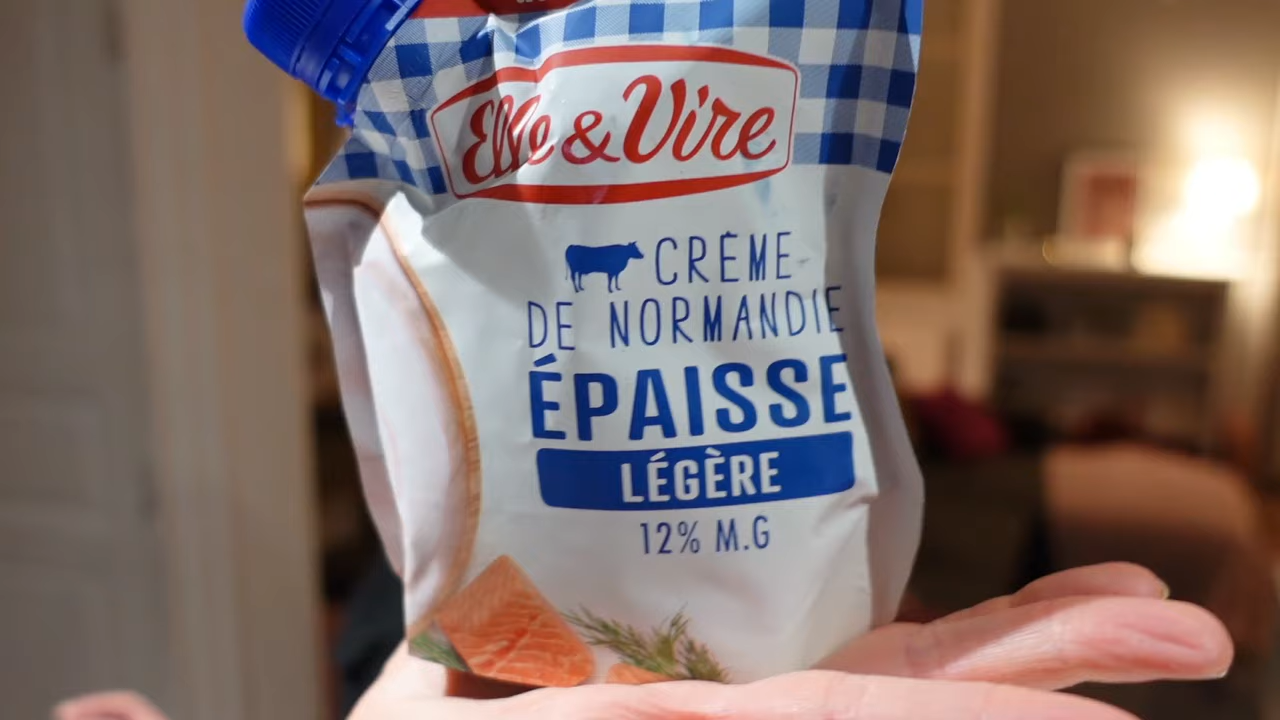 Elle & Vire
CRÈME
DE NORMANDIE
ÉPAISSE
LÉGÈRE
12% M.G